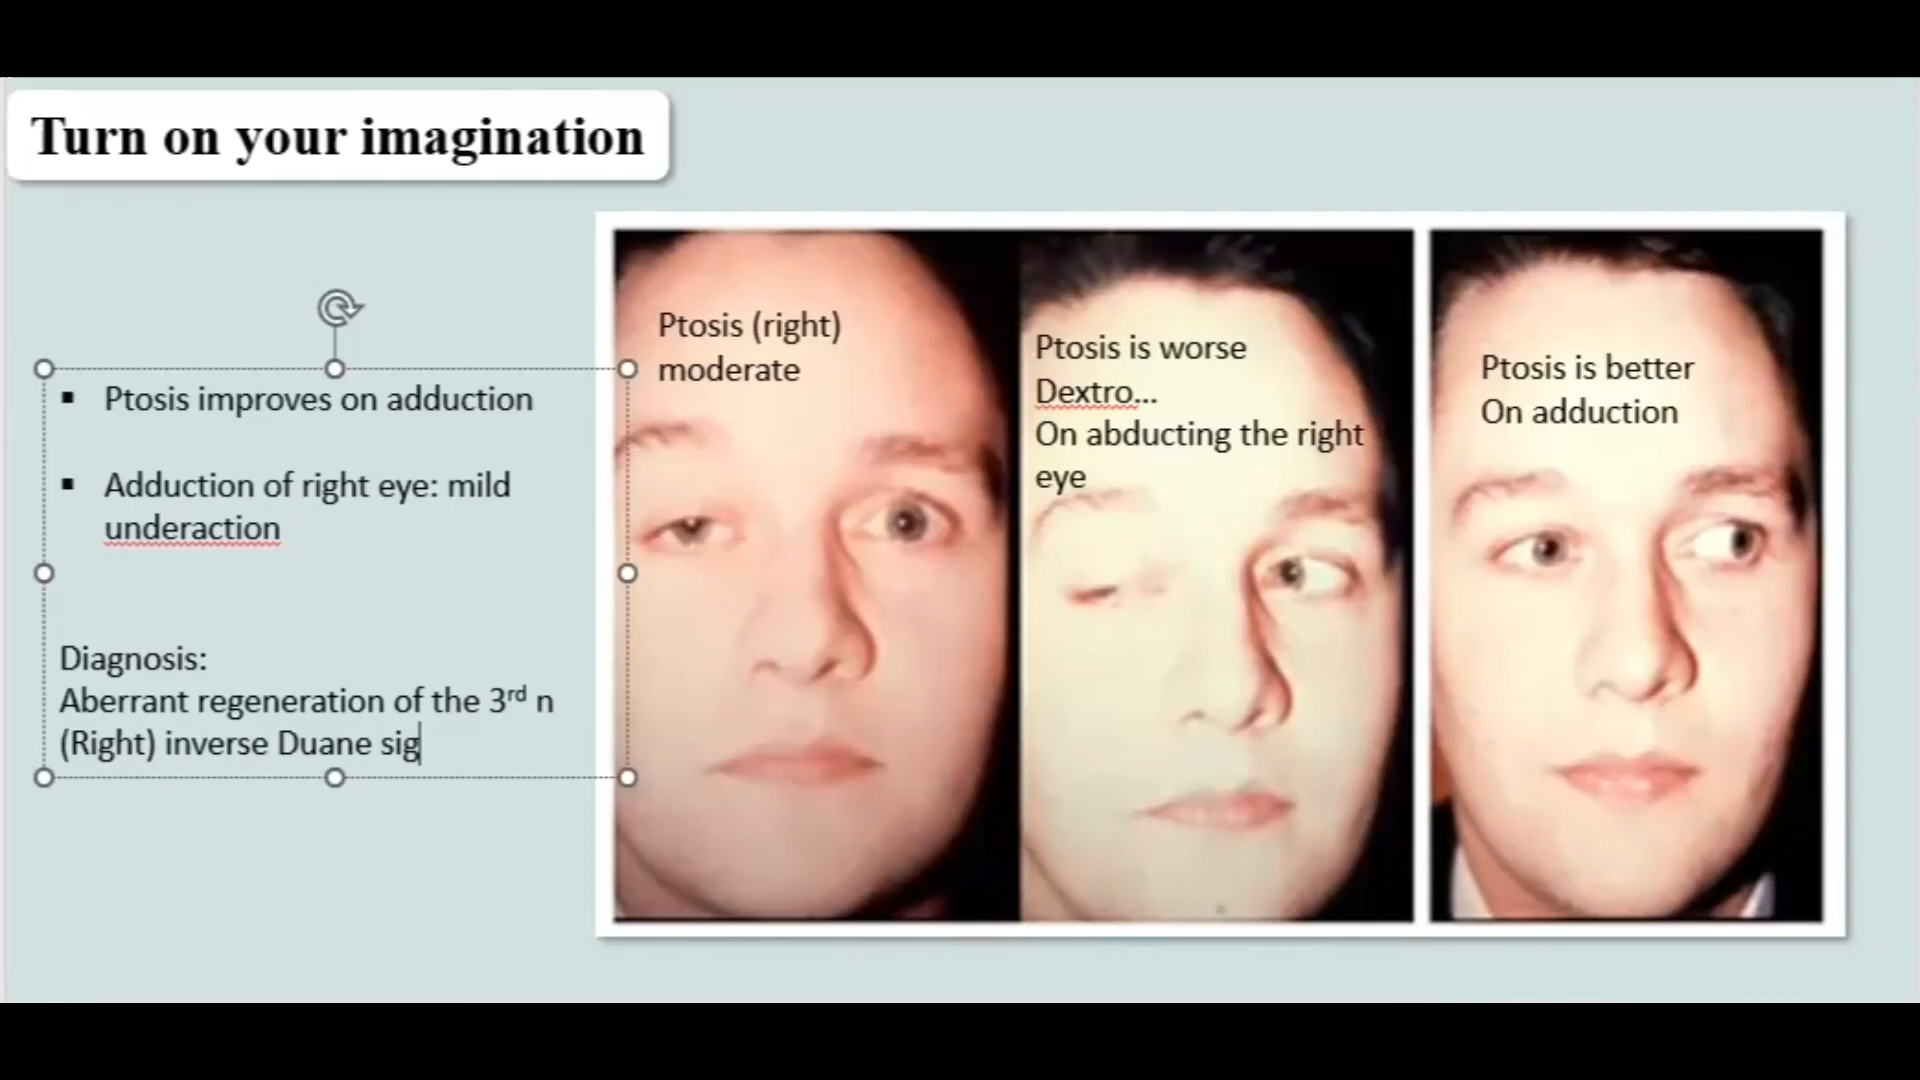 Turn on your imagination
▪ Ptosis improves on adduction
▪ Adduction of right eye: mild
underaction
Diagnosis:
Aberrant regeneration of the 3rd n
(Right) inverse Duane sig
Ptosis (right)
moderate
Ptosis is worse
Dextro...
On abducting the right
eye
Ptosis is better
On adduction